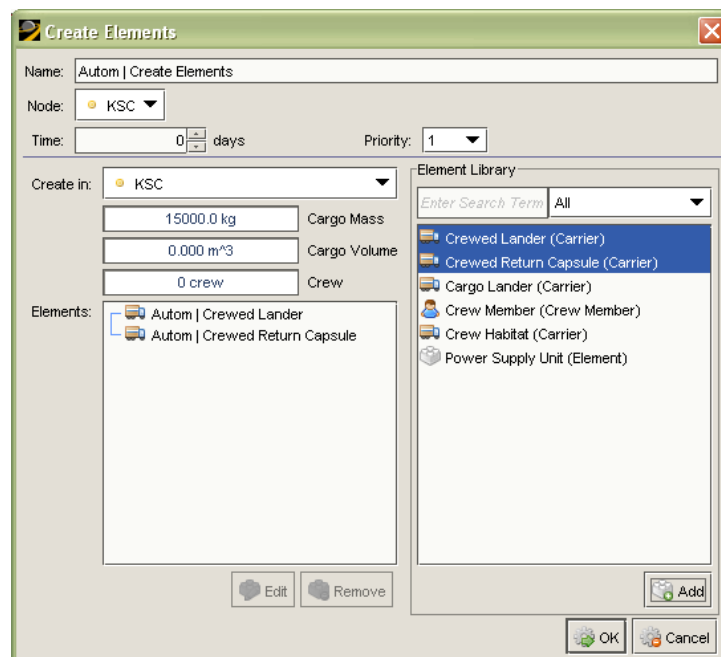 Create Elements
Name: Autom | Create Elements
Node: KSC
Time: 0 days Priority: 1
Create in: KSC
15000.0 kg Cargo Mass
0.000 m^3 Cargo Volume
0 crew Crew
Elements: Autom | Crewed Lander
Autom | Crewed Return Capsule
Edit Remove
Element Library
Enter Search Term All
Crewed Lander (Carrier)
Crewed Return Capsule (Carrier)
Cargo Lander (Carrier)
Crew Member (Crew Member)
Crew Habitat (Carrier)
Power Supply Unit (Element)
Add
OK Cancel